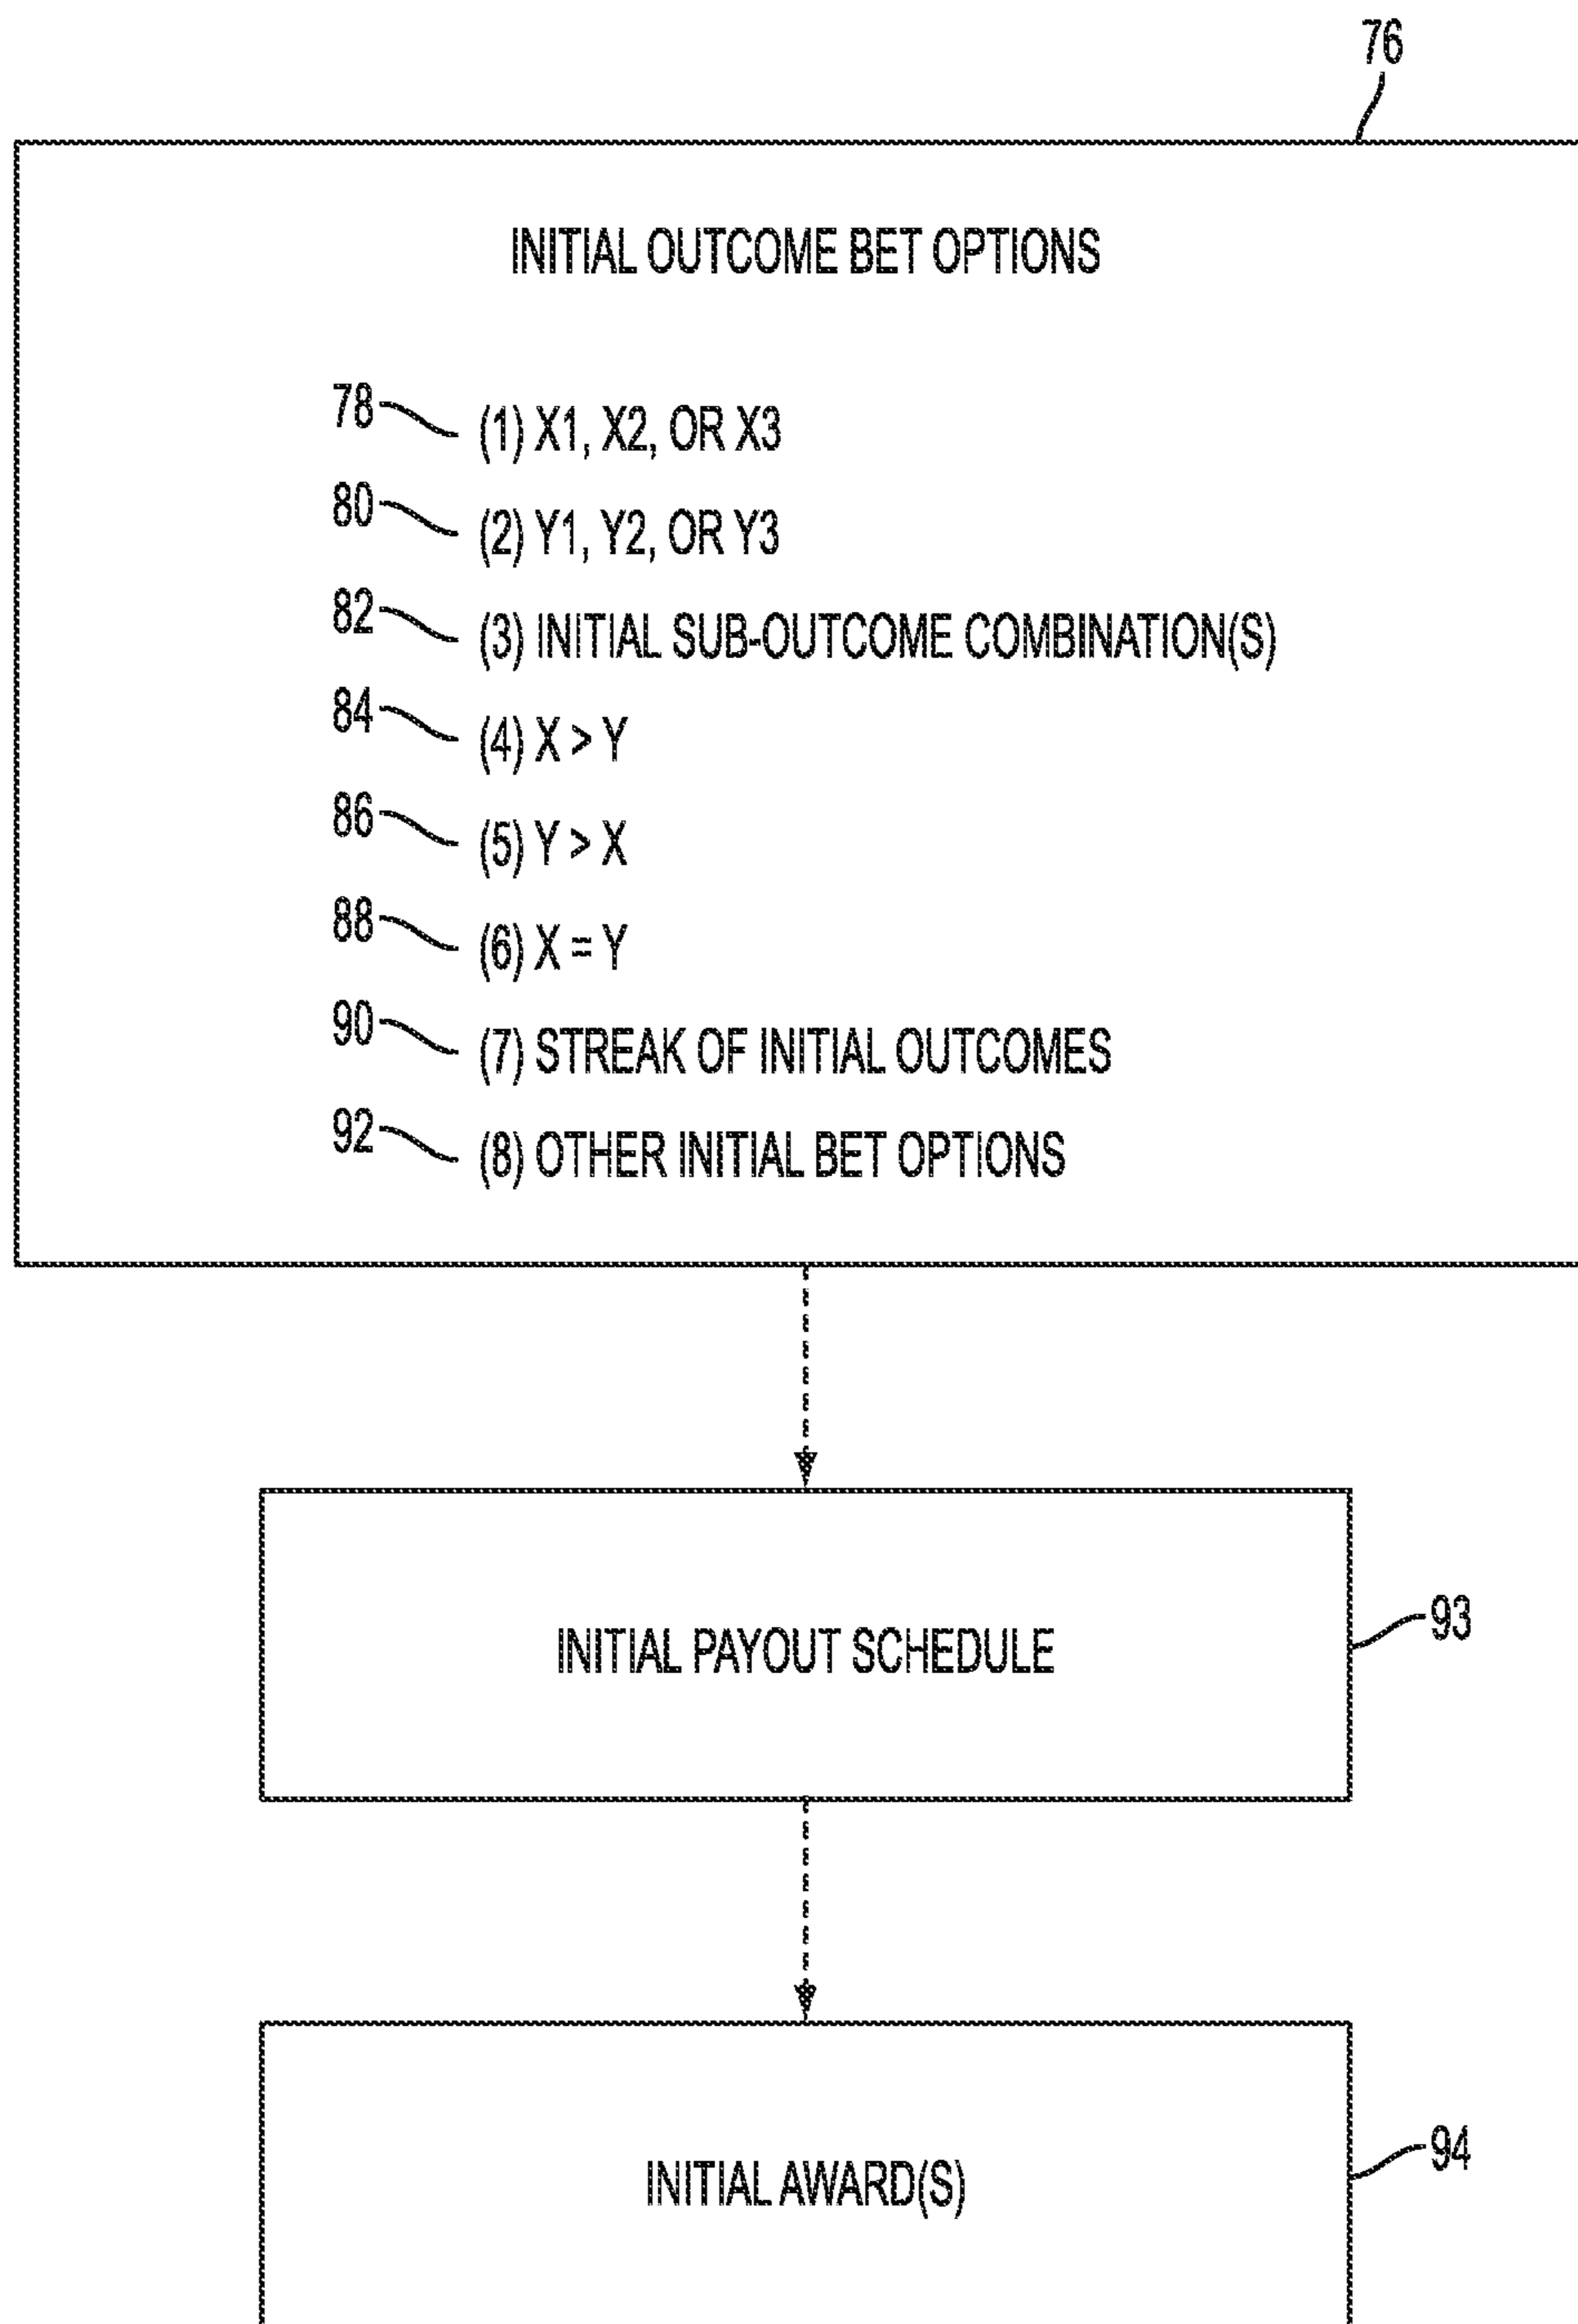 76
INITIAL OUTCOME BET OPTIONS
78 (1) X1, X2, OR X3
80 (2) Y1, Y2, OR Y3
82 (3) INITIAL SUB-OUTCOME COMBINATION(S)
84 (4) X > Y
86 (5) Y > X
88 (6) X = Y
90 (7) STREAK OF INITIAL OUTCOMES
92 (8) OTHER INITIAL BET OPTIONS
INITIAL PAYOUT SCHEDULE 93
INITIAL AWARD(S) 94